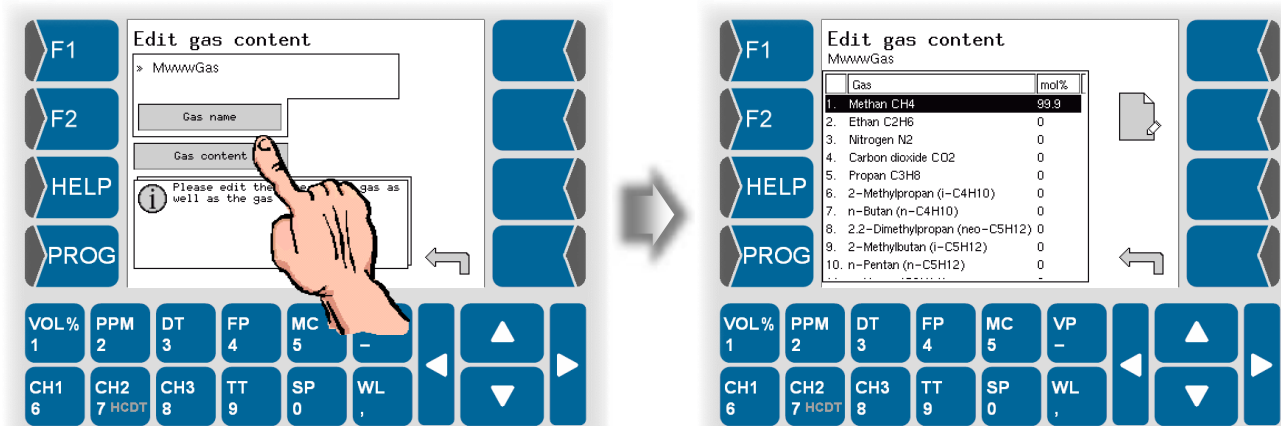 F1
F2
HELP
PROG
Edit gas content
» MwwwGas
Gas name
Gas content
Please edit the gas as
well as the gas
VOL% PPM DT FP MC
1 2 3 4 5 –
CH1 CH2 CH3 TT SP WL
6 7 HCDT 8 9 0 ,
F1
F2
HELP
PROG
Edit gas content
MwwwGas
Gas mol%
1. Methan CH4 99.9
2. Ethan C2H6 0
3. Nitrogen N2 0
4. Carbon dioxide CO2 0
5. Propan C3H8 0
6. 2-Methylpropan (i-C4H10) 0
7. n-Butan (n-C4H10) 0
8. 2.2-Dimethylpropan (neo-C5H12) 0
9. 2-Methylbutan (i-C5H12) 0
10. n-Pentan (n-C5H12) 0
VOL% PPM DT FP MC VP
1 2 3 4 5 –
CH1 CH2 CH3 TT SP WL
6 7 HCDT 8 9 0 ,